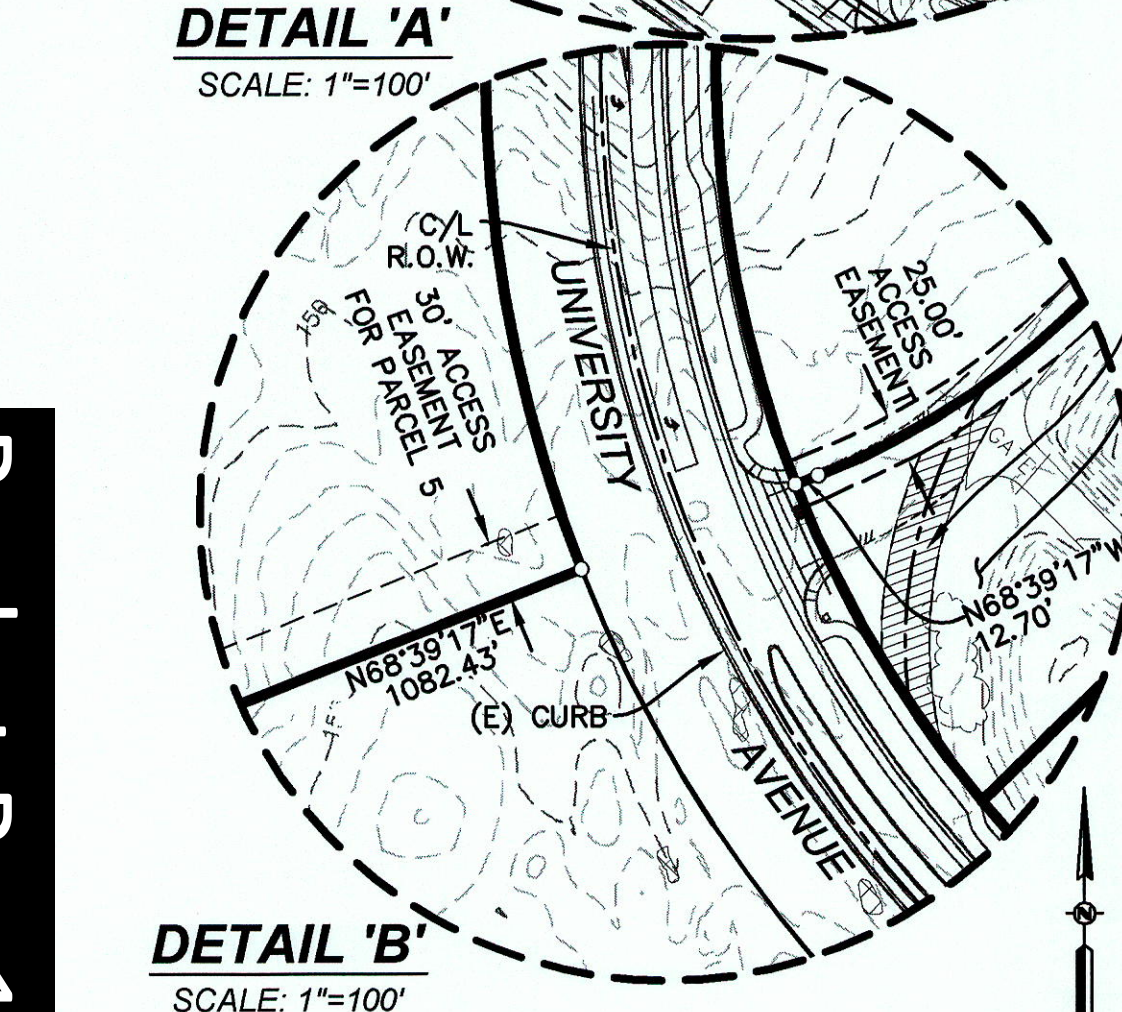 DETAIL 'A'
SCALE: 1"=100'
C/L
R.O.W.
30' ACCESS
EASEMENT
FOR PARCEL 5
150
UNIVERSITY
25.00'
ACCESS
EASEMENT
N68°39'17"E
1082.43'
(E) CURB
N68°39'17"W
12.70'
AVENUE
N
DETAIL 'B'
SCALE: 1"=100'